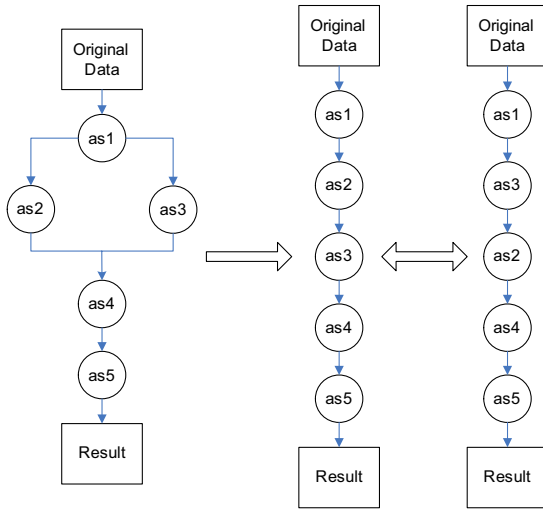 Original
Data
as1
as2
as3
as4
as5
Result
Original
Data
as1
as2
as3
as4
as5
Result
Original
Data
as1
as3
as2
as4
as5
Result